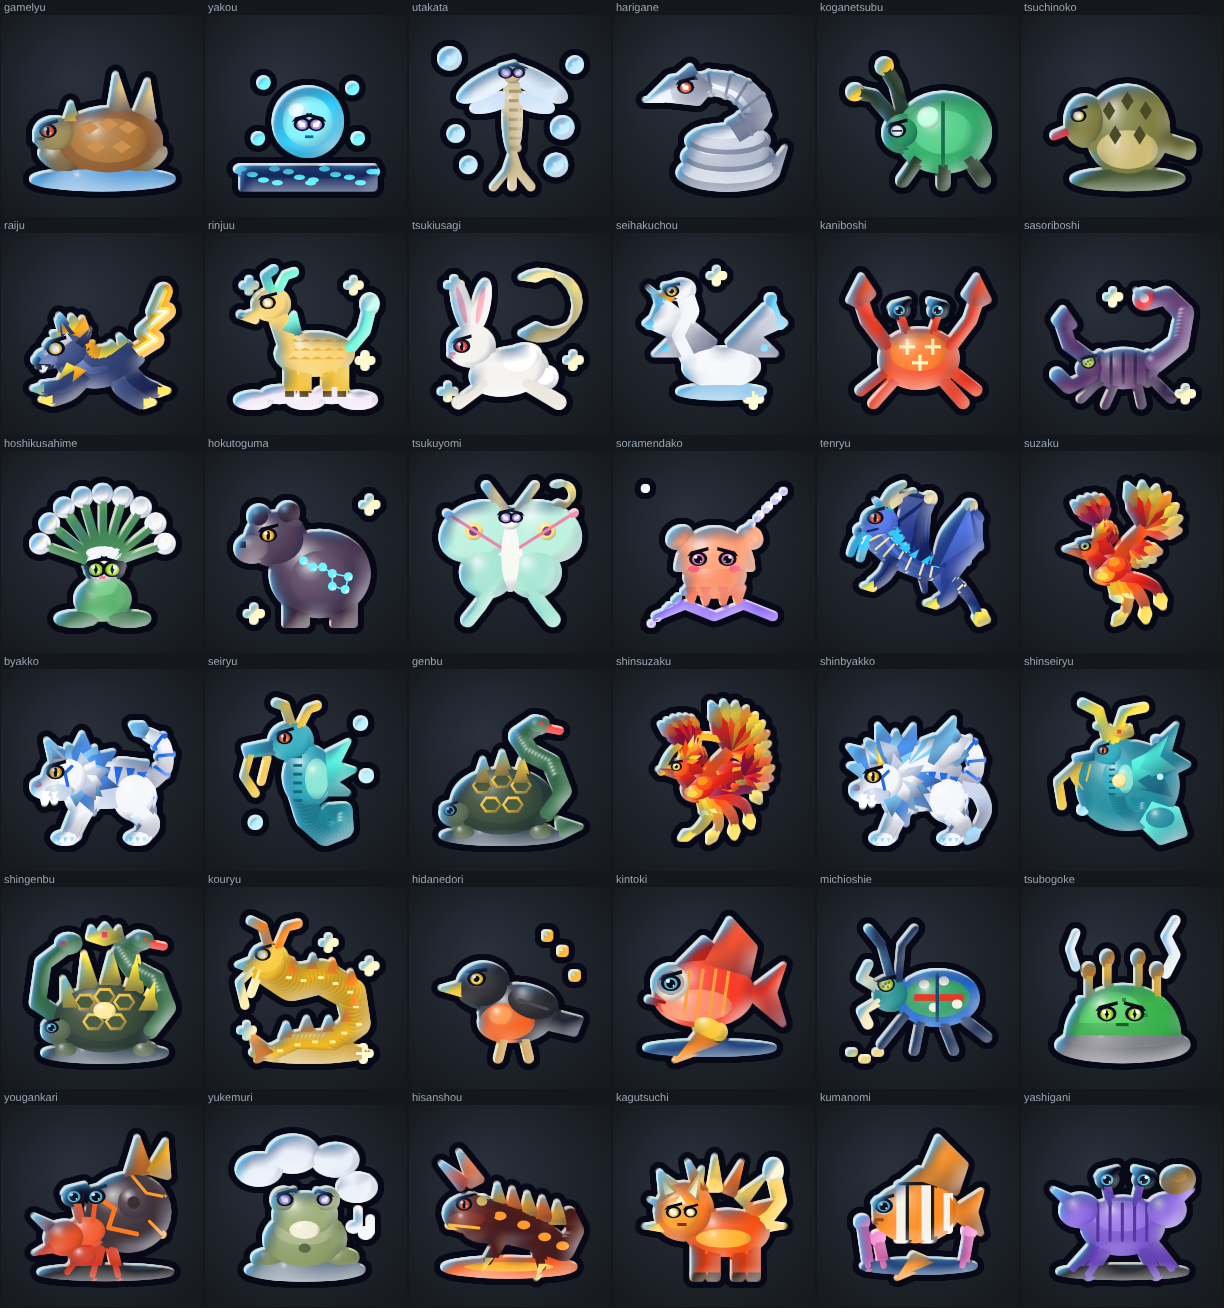 gamelyu yakou utakata harigane koganetsubu tsuchinoko
raiju rinjuu tsukiusagi seihakuchou kaniboshi sasoriboshi
hoshikusahime hokutoguma tsukuyomi soramendako tenryu suzaku
byakko seiryu genbu shinsuzaku shinbyakko shinseiryu
shingenbu kouryu hidanedori kintoki michioshie tsubogoke
yougankari yukemuri hisanshou kagutsuchi kumanomi yashigani